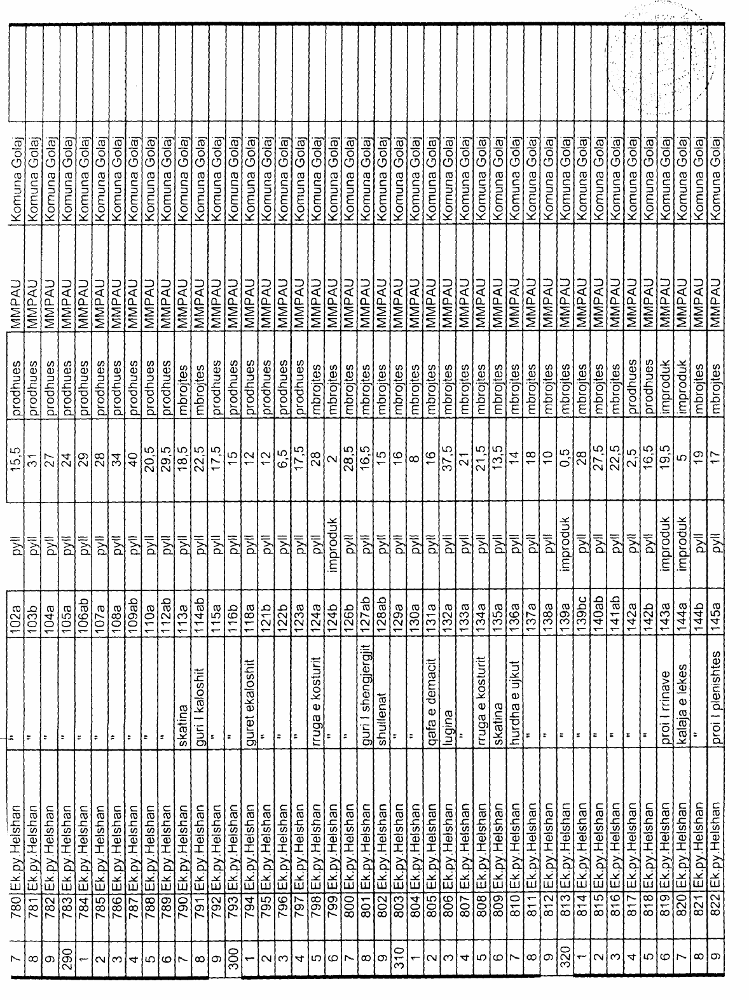 7 780 Ek.py.Helshan " 102a pyll 15,5 prodhues MMPAU Komuna Golaj
8 781 Ek.py.Helshan " 103b pyll 31 prodhues MMPAU Komuna Golaj
9 782 Ek.py.Helshan " 104a pyll 27 prodhues MMPAU Komuna Golaj
290 783 Ek.py.Helshan " 105a pyll 24 prodhues MMPAU Komuna Golaj
1 784 Ek.py.Helshan " 106ab pyll 29 prodhues MMPAU Komuna Golaj
2 785 Ek.py.Helshan " 107a pyll 28 prodhues MMPAU Komuna Golaj
3 786 Ek.py.Helshan " 108a pyll 34 prodhues MMPAU Komuna Golaj
4 787 Ek.py.Helshan " 109ab pyll 40 prodhues MMPAU Komuna Golaj
5 788 Ek.py.Helshan " 110a pyll 20,5 prodhues MMPAU Komuna Golaj
6 789 Ek.py.Helshan " 112ab pyll 29,5 prodhues MMPAU Komuna Golaj
7 790 Ek.py.Helshan skatina 113a pyll 18,5 mbrojtes MMPAU Komuna Golaj
8 791 Ek.py.Helshan guri I kaloshit 114ab pyll 22,5 mbrojtes MMPAU Komuna Golaj
9 792 Ek.py.Helshan " 115a pyll 17,5 prodhues MMPAU Komuna Golaj
300 793 Ek.py.Helshan " 116b pyll 15 prodhues MMPAU Komuna Golaj
1 794 Ek.py.Helshan guret ekaloshit 118a pyll 12 prodhues MMPAU Komuna Golaj
2 795 Ek.py.Helshan " 121b pyll 12 prodhues MMPAU Komuna Golaj
3 796 Ek.py.Helshan " 122b pyll 6,5 prodhues MMPAU Komuna Golaj
4 797 Ek.py.Helshan " 123a pyll 17,5 prodhues MMPAU Komuna Golaj
5 798 Ek.py.Helshan rruga e kosturit 124a pyll 28 mbrojtes MMPAU Komuna Golaj
6 799 Ek.py.Helshan " 124b improduk 2 mbrojtes MMPAU Komuna Golaj
7 800 Ek.py.Helshan " 126b pyll 28,5 mbrojtes MMPAU Komuna Golaj
8 801 Ek.py.Helshan guri I shengjergjit 127ab pyll 16,5 mbrojtes MMPAU Komuna Golaj
9 802 Ek.py.Helshan shullenat 128ab pyll 15 mbrojtes MMPAU Komuna Golaj
310 803 Ek.py.Helshan " 129a pyll 16 mbrojtes MMPAU Komuna Golaj
1 804 Ek.py.Helshan " 130a pyll 8 mbrojtes MMPAU Komuna Golaj
2 805 Ek.py.Helshan qafa e demacit 131a pyll 16 mbrojtes MMPAU Komuna Golaj
3 806 Ek.py.Helshan lugina 132a pyll 37,5 mbrojtes MMPAU Komuna Golaj
4 807 Ek.py.Helshan " 133a pyll 21 mbrojtes MMPAU Komuna Golaj
5 808 Ek.py.Helshan rruga e kosturit 134a pyll 21,5 mbrojtes MMPAU Komuna Golaj
6 809 Ek.py.Helshan skatina 135a pyll 13,5 mbrojtes MMPAU Komuna Golaj
7 810 Ek.py.Helshan hurdha e ujkut 136a pyll 14 mbrojtes MMPAU Komuna Golaj
8 811 Ek.py.Helshan " 137a pyll 18 mbrojtes MMPAU Komuna Golaj
9 812 Ek.py.Helshan " 138a pyll 10 mbrojtes MMPAU Komuna Golaj
320 813 Ek.py.Helshan " 139a improduk 0,5 mbrojtes MMPAU Komuna Golaj
1 814 Ek.py.Helshan " 139bc pyll 28 mbrojtes MMPAU Komuna Golaj
2 815 Ek.py.Helshan " 140ab pyll 27,5 mbrojtes MMPAU Komuna Golaj
3 816 Ek.py.Helshan " 141ab pyll 22,5 mbrojtes MMPAU Komuna Golaj
4 817 Ek.py.Helshan " 142a pyll 2,5 prodhues MMPAU Komuna Golaj
5 818 Ek.py.Helshan " 142b pyll 16,5 prodhues MMPAU Komuna Golaj
6 819 Ek.py.Helshan proi I rrinave 143a improduk 19,5 improduk MMPAU Komuna Golaj
7 820 Ek.py.Helshan kalaja e lekes 144a improduk 5 improduk MMPAU Komuna Golaj
8 821 Ek.py.Helshan " 144b pyll 19 mbrojtes MMPAU Komuna Golaj
9 822 Ek.py.Helshan proi I plenishtes 145a pyll 17 mbrojtes MMPAU Komuna Golaj